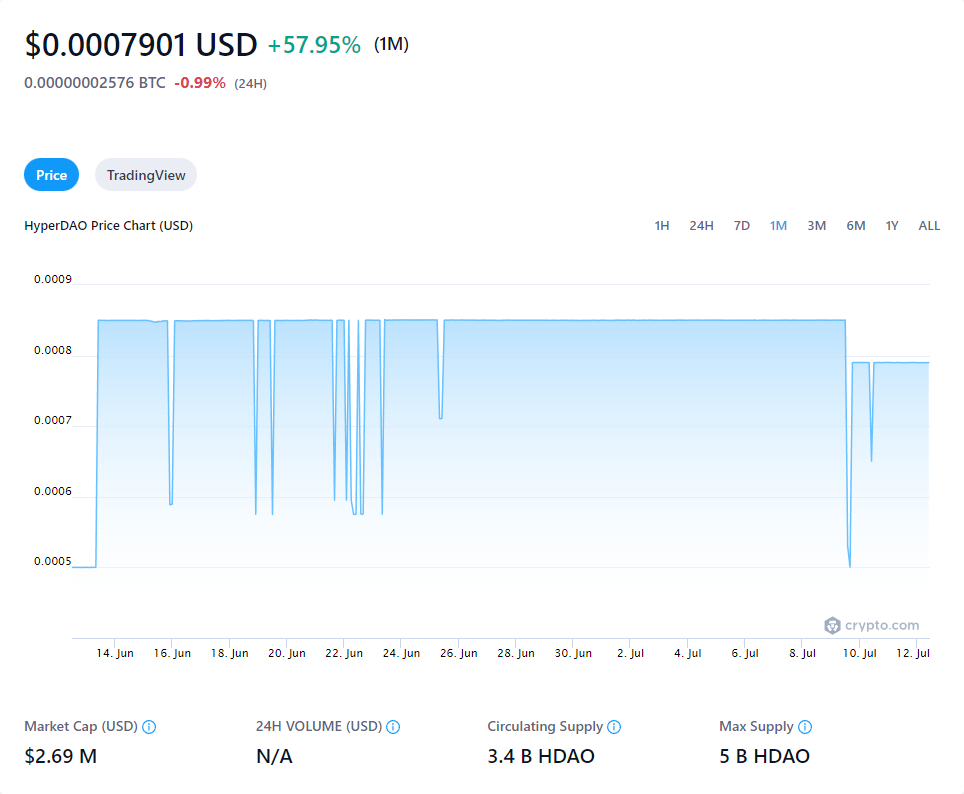 $0.0007901 USD +57.95% (1M)
0.00000002576 BTC -0.99% (24H)
Price TradingView
HyperDAO Price Chart (USD) 1H 24H 7D 1M 3M 6M 1Y ALL
0.0009
0.0008
0.0007
0.0006
0.0005
crypto.com
14. Jun 16. Jun 18. Jun 20. Jun 22. Jun 24. Jun 26. Jun 28. Jun 30. Jun 2. Jul 4. Jul 6. Jul 8. Jul 10. Jul 12. Jul
Market Cap (USD) 24H VOLUME (USD) Circulating Supply Max Supply
$2.69 M N/A 3.4 B HDAO 5 B HDAO